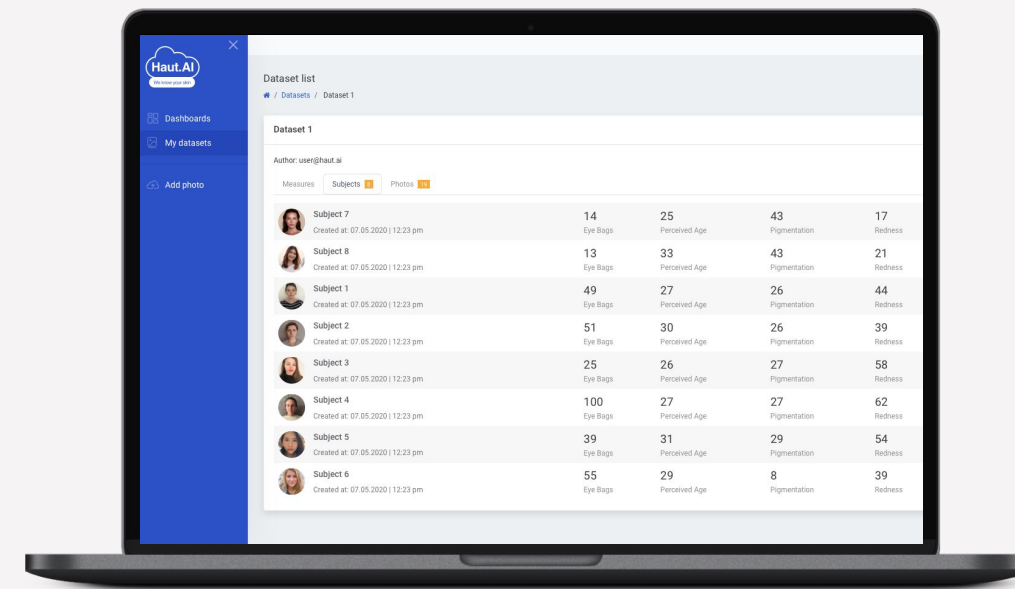 Haut.AI
We know your skin
Dashboards
My datasets
Add photo
Dataset list
/ Datasets / Dataset 1
Dataset 1
Author: user@haut.ai
Measures Subjects 8 Photos 19
Subject 7 14 25 43 17
Created at: 07.05.2020 | 12:23 pm Eye Bags Perceived Age Pigmentation Redness
Subject 8 13 33 43 21
Created at: 07.05.2020 | 12:23 pm Eye Bags Perceived Age Pigmentation Redness
Subject 1 49 27 26 44
Created at: 07.05.2020 | 12:23 pm Eye Bags Perceived Age Pigmentation Redness
Subject 2 51 30 26 39
Created at: 07.05.2020 | 12:23 pm Eye Bags Perceived Age Pigmentation Redness
Subject 3 25 26 27 58
Created at: 07.05.2020 | 12:23 pm Eye Bags Perceived Age Pigmentation Redness
Subject 4 100 27 27 62
Created at: 07.05.2020 | 12:23 pm Eye Bags Perceived Age Pigmentation Redness
Subject 5 39 31 29 54
Created at: 07.05.2020 | 12:23 pm Eye Bags Perceived Age Pigmentation Redness
Subject 6 55 29 8 39
Created at: 07.05.2020 | 12:23 pm Eye Bags Perceived Age Pigmentation Redness